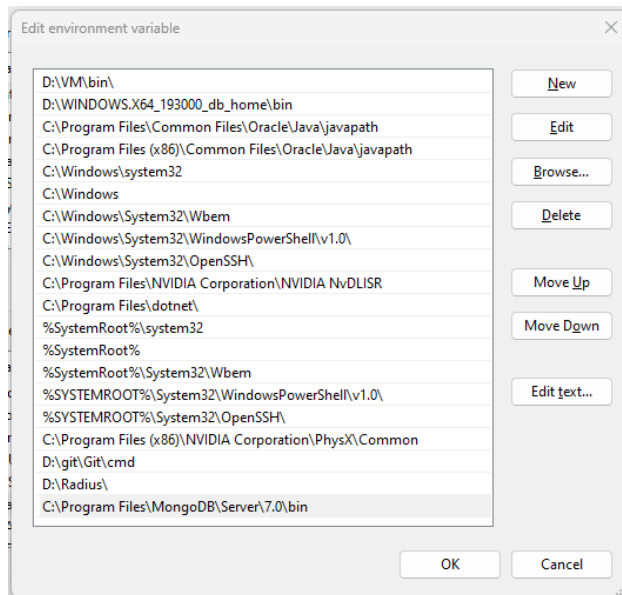 Edit environment variable
D:\VM\bin\
D:\WINDOWS.X64_193000_db_home\bin
C:\Program Files\Common Files\Oracle\Java\javapath
C:\Program Files (x86)\Common Files\Oracle\Java\javapath
C:\Windows\system32
C:\Windows
C:\Windows\System32\Wbem
C:\Windows\System32\WindowsPowerShell\v1.0\
C:\Windows\System32\OpenSSH\
C:\Program Files\NVIDIA Corporation\NVIDIA NvDLISR
C:\Program Files\dotnet\
%SystemRoot%\system32
%SystemRoot%
%SystemRoot%\System32\Wbem
%SYSTEMROOT%\System32\WindowsPowerShell\v1.0\
%SYSTEMROOT%\System32\OpenSSH\
C:\Program Files (x86)\NVIDIA Corporation\PhysX\Common
D:\git\Git\cmd
D:\Radius\
C:\Program Files\MongoDB\Server\7.0\bin
New
Edit
Browse...
Delete
Move Up
Move Down
Edit text...
OK
Cancel